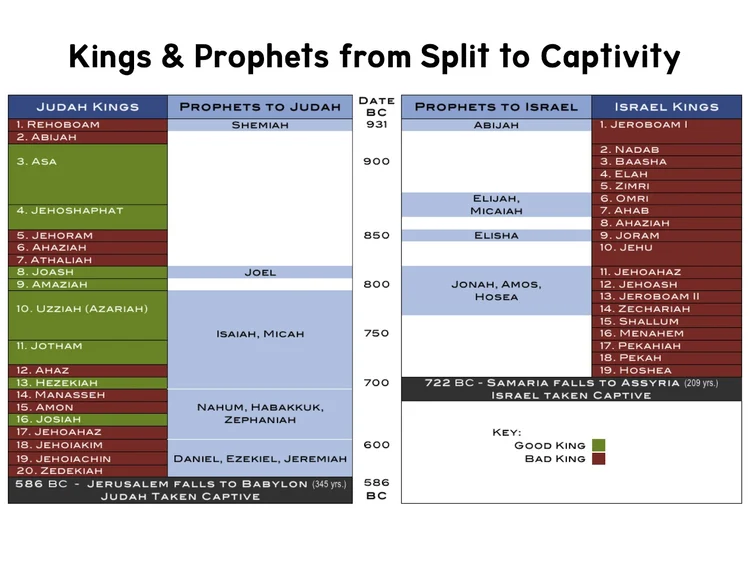 Kings & Prophets from Split to Captivity
JUDAH KINGS
PROPHETS TO JUDAH
DATE
BC
PROPHETS TO ISRAEL
ISRAEL KINGS
1. REHOBOAM
SHEMIAH
931
ABIJAH
1. JEROBOAM I
2. ABIJAH
2. NADAB
3. ASA
900
3. BAASHA
4. ELAH
5. ZIMRI
ELIJAH,
MICAIAH
6. OMRI
4. JEHOSHAPHAT
7. AHAB
8. AHAZIAH
5. JEHORAM
850
ELISHA
9. JORAM
6. AHAZIAH
10. JEHU
7. ATHALIAH
8. JOASH
JOEL
11. JEHOAHAZ
9. AMAZIAH
800
JONAH, AMOS,
HOSEA
12. JEHOASH
13. JEROBOAM II
10. UZZIAH (AZARIAH)
14. ZECHARIAH
15. SHALLUM
ISAIAH, MICAH
750
16. MENAHEM
11. JOTHAM
17. PEKAHIAH
18. PEKAH
12. AHAZ
19. HOSHEA
13. HEZEKIAH
700
722 BC - SAMARIA FALLS TO ASSYRIA (209 yrs.)
ISRAEL TAKEN CAPTIVE
14. MANASSEH
15. AMON
NAHUM, HABAKKUK,
ZEPHANIAH
16. JOSIAH
17. JEHOAHAZ
KEY:
18. JEHOIAKIM
600
GOOD KING
19. JEHOIACHIN
DANIEL, EZEKIEL, JEREMIAH
BAD KING
20. ZEDEKIAH
586 BC - JERUSALEM FALLS TO BABYLON (345 yrs.)
JUDAH TAKEN CAPTIVE
586
BC